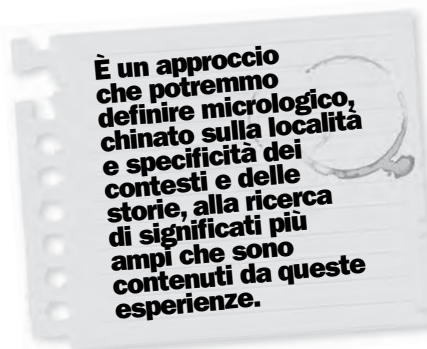 È un approccio
che potremmo
definire micrologico,
chinato sulla località
e specificità dei
contesti e delle
storie, alla ricerca
di significati più
ampi che sono
contenuti da queste
esperienze.